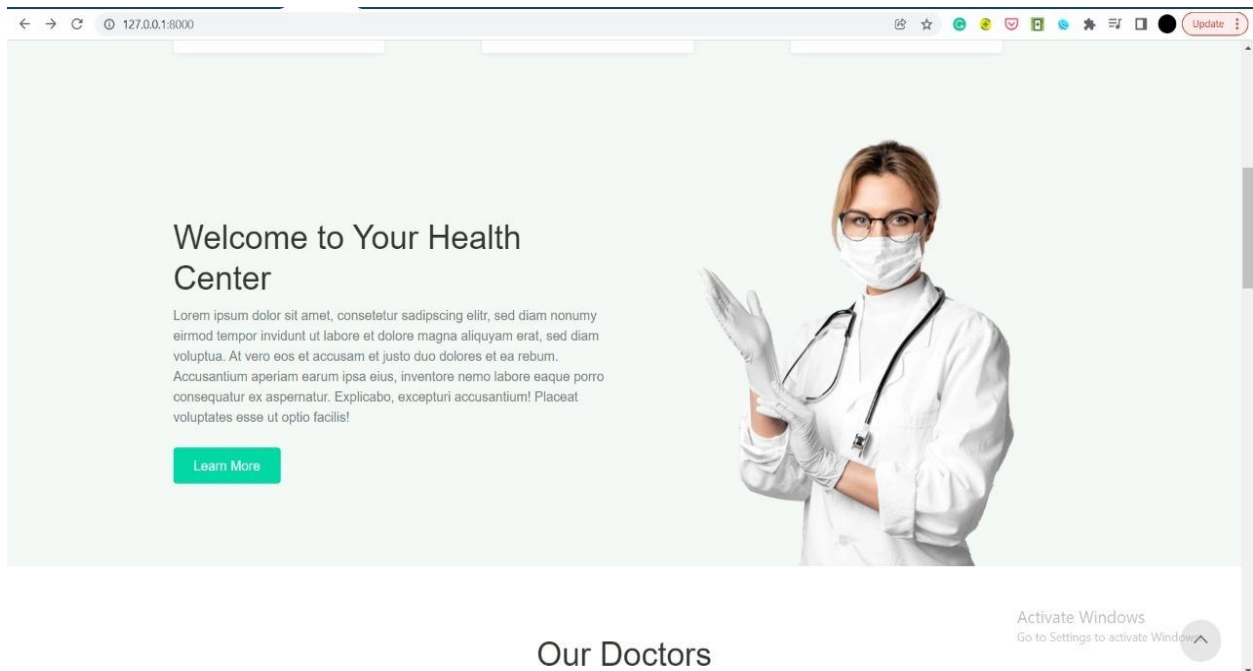 127.0.0.1:8000
Update
Welcome to Your Health
Center
Lorem ipsum dolor sit amet, consetetur sadipscing elitr, sed diam nonumy
eirmod tempor invidunt ut labore et dolore magna aliquyam erat, sed diam
voluptua. At vero eos et accusam et justo duo dolores et ea rebum.
Accusantium aperiam earum ipsa eius, inventore nemo labore eaque porro
consequatur ex aspernatur. Explicabo, excepturi accusantium! Placeat
voluptates esse ut optio facilis!
Learn More
Our Doctors
Activate Windows
Go to Settings to activate Windows.